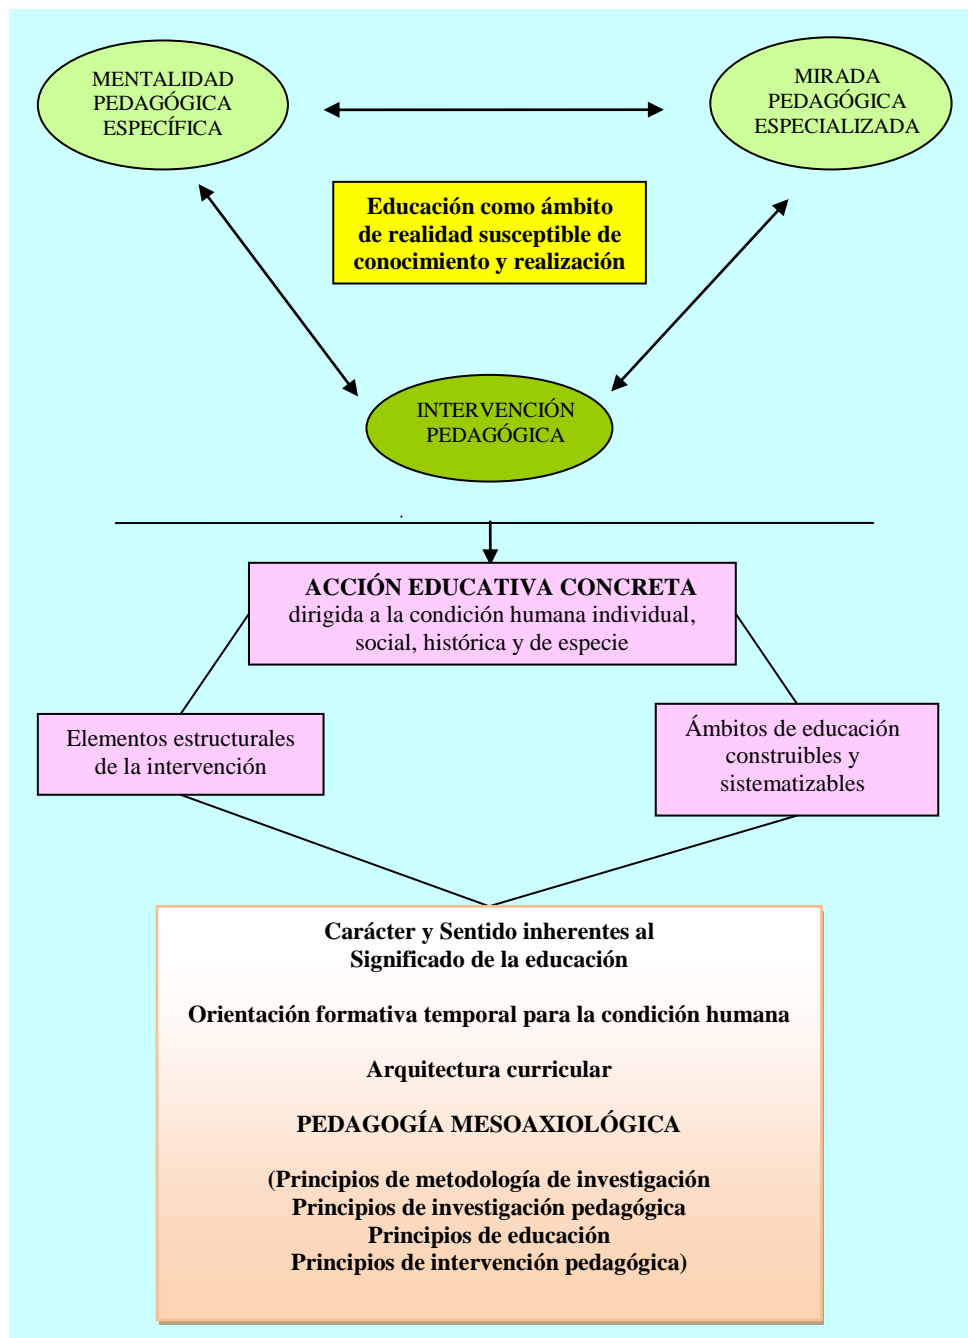 MENTALIDAD
PEDAGÓGICA
ESPECÍFICA
MIRADA
PEDAGÓGICA
ESPECIALIZADA
Educación como ámbito
de realidad susceptible de
conocimiento y realización
INTERVENCIÓN
PEDAGÓGICA
ACCIÓN EDUCATIVA CONCRETA
dirigida a la condición humana individual,
social, histórica y de especie
Elementos estructurales
de la intervención
Ámbitos de educación
construibles y
sistematizables
Carácter y Sentido inherentes al
Significado de la educación
Orientación formativa temporal para la condición humana
Arquitectura curricular
PEDAGOGÍA MESOAXIOLÓGICA
(Principios de metodología de investigación
Principios de investigación pedagógica
Principios de educación
Principios de intervención pedagógica)